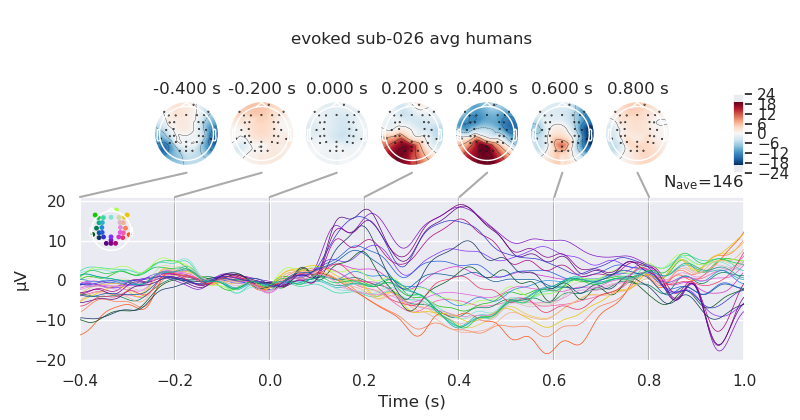 evoked sub-026 avg humans
-0.400 s -0.200 s 0.000 s 0.200 s 0.400 s 0.600 s 0.800 s
24
18
12
6
0
−6
−12
−18
−24
Nave=146
20
10
0
−10
−20
μV
−0.4 −0.2 0.0 0.2 0.4 0.6 0.8 1.0
Time (s)